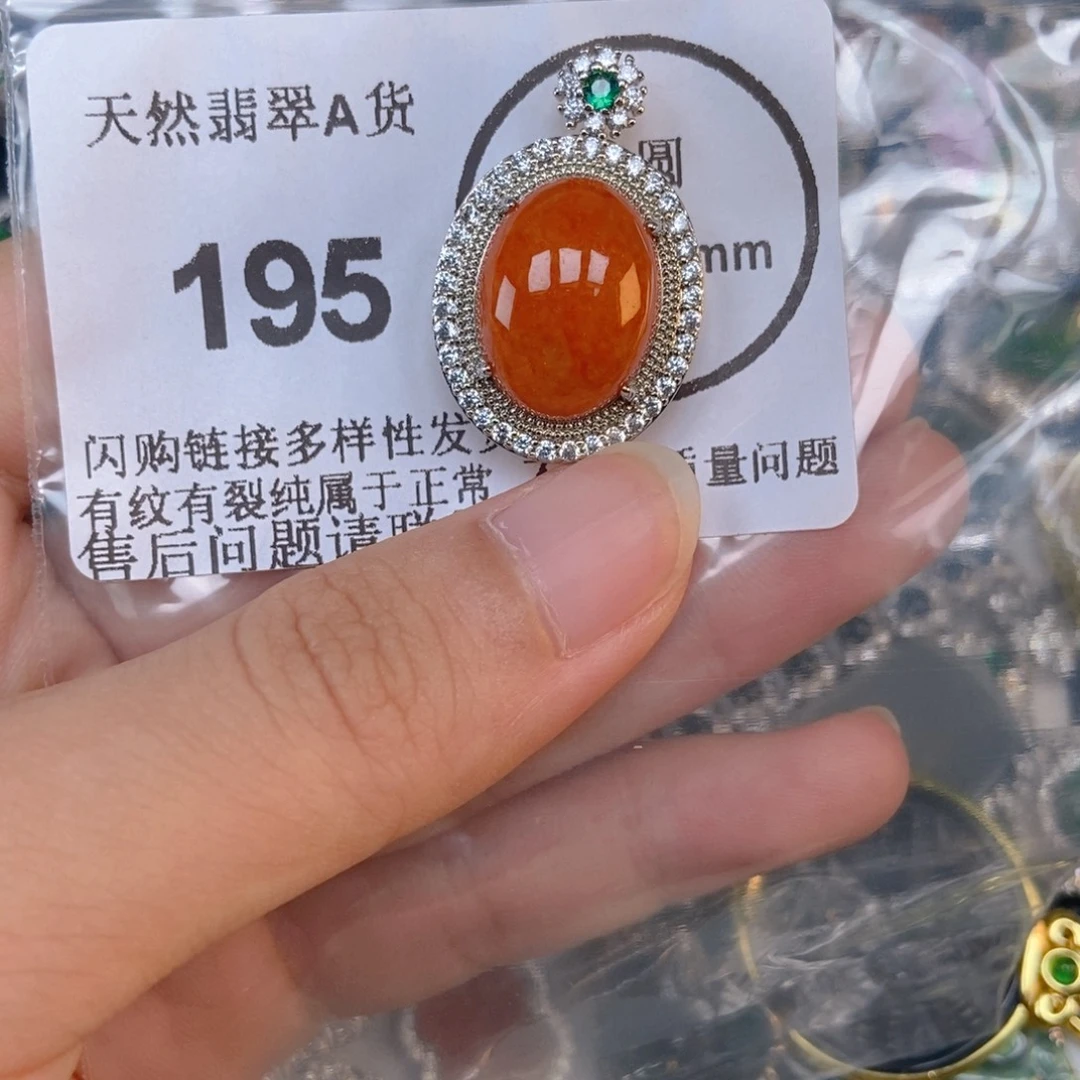 天然翡翠A货
圆
195
mm
闪购链接多样性发
量问题
有纹有裂纯属于正常
售后问题请联